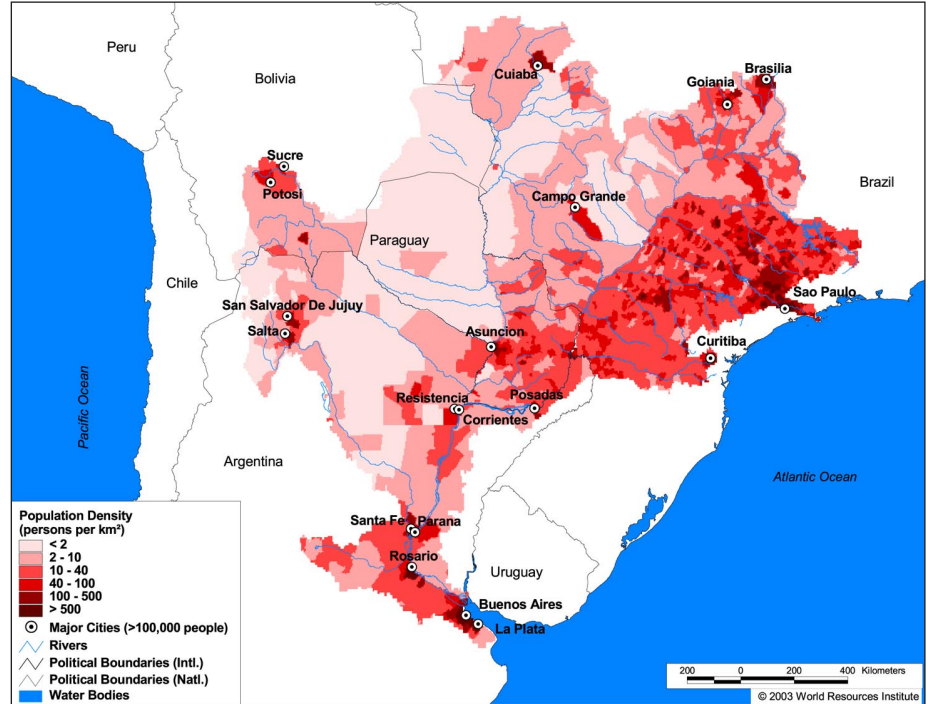 Peru
Bolivia
Cuiaba
Goiania
Brasilia
Sucre
Potosi
Brazil
Campo Grande
Paraguay
Chile
San Salvador De Jujuy
Salta
Sao Paulo
Asuncion
Curitiba
Resistencia
Posadas
Corrientes
Pacific Ocean
Argentina
Atlantic Ocean
Santa Fe
Parana
Rosario
Uruguay
Buenos Aires
La Plata
Population Density
(persons per km²)
< 2
2 - 10
10 - 40
40 - 100
100 - 500
> 500
Major Cities (>100,000 people)
Rivers
Political Boundaries (Intl.)
Political Boundaries (Natl.)
Water Bodies
200 0 200 400 Kilometers
© 2003 World Resources Institute